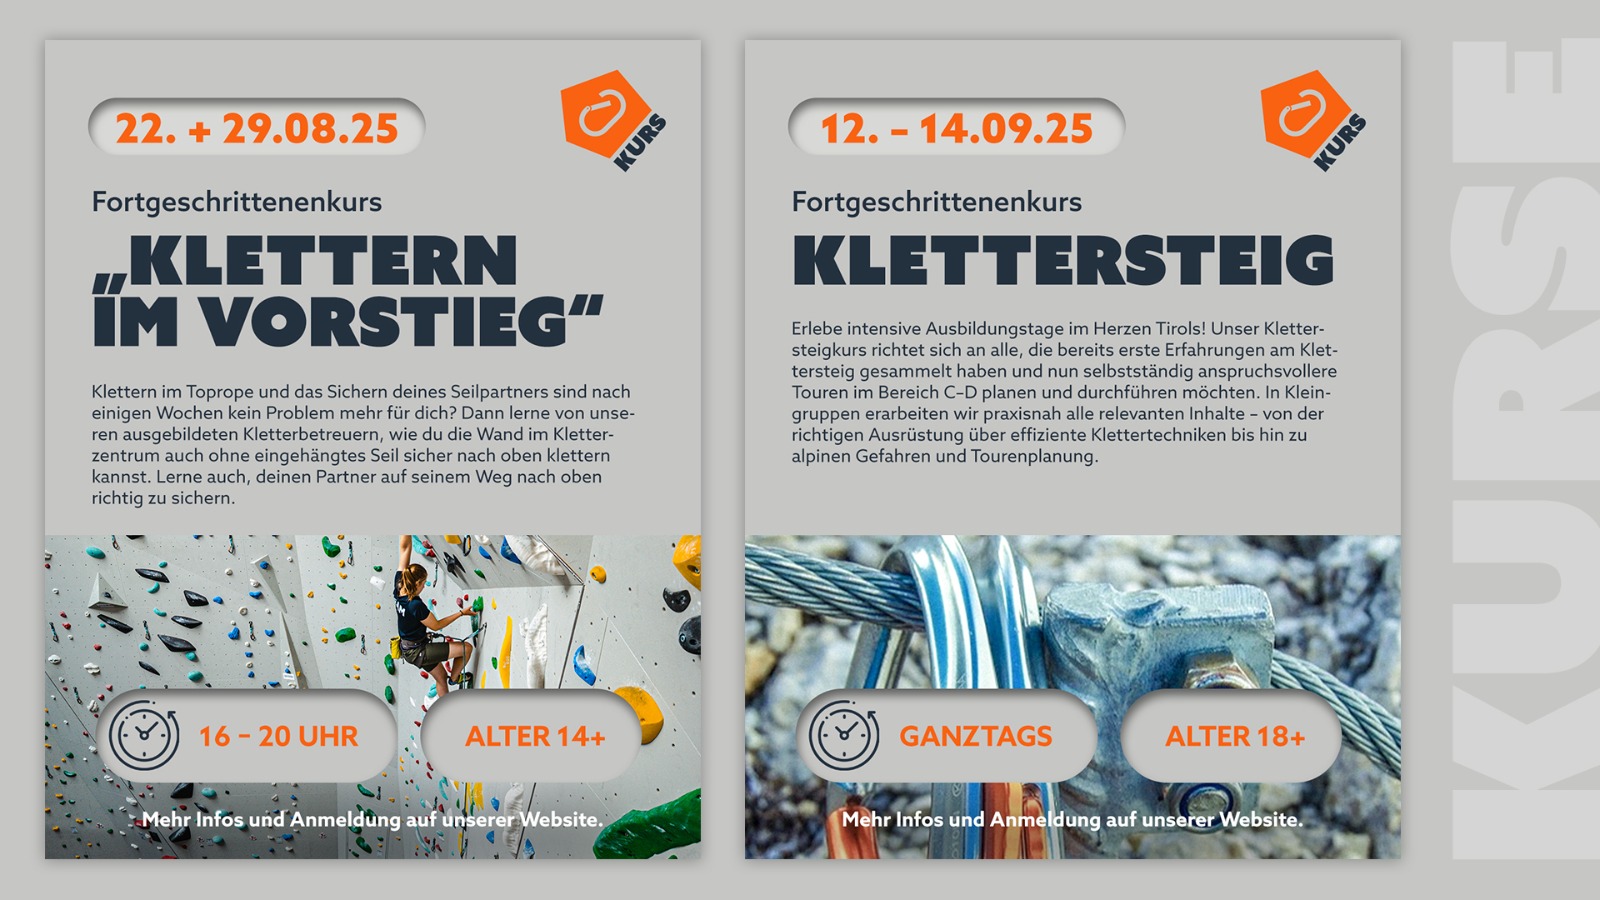 22. + 29.08.25
KURS
Fortgeschrittenenkurs
„KLETTERN
IM VORSTIEG“
Klettern im Toprope und das Sichern deines Seilpartners sind nach
einigen Wochen kein Problem mehr für dich? Dann lerne von unse-
ren ausgebildeten Kletterbetreuern, wie du die Wand im Kletter-
zentrum auch ohne eingehängtes Seil sicher nach oben klettern
kannst. Lerne auch, deinen Partner auf seinem Weg nach oben
richtig zu sichern.
16 – 20 UHR
ALTER 14+
Mehr Infos und Anmeldung auf unserer Website.
12. – 14.09.25
KURS
Fortgeschrittenenkurs
KLETTERSTEIG
Erlebe intensive Ausbildungstage im Herzen Tirols! Unser Kletter-
steigkurs richtet sich an alle, die bereits erste Erfahrungen am Klet-
tersteig gesammelt haben und nun selbstständig anspruchsvollere
Touren im Bereich C–D planen und durchführen möchten. In Klein-
gruppen erarbeiten wir praxisnah alle relevanten Inhalte – von der
richtigen Ausrüstung über effiziente Klettertechniken bis hin zu
alpinen Gefahren und Tourenplanung.
GANZTAGS
ALTER 18+
Mehr Infos und Anmeldung auf unserer Website.
KURSE